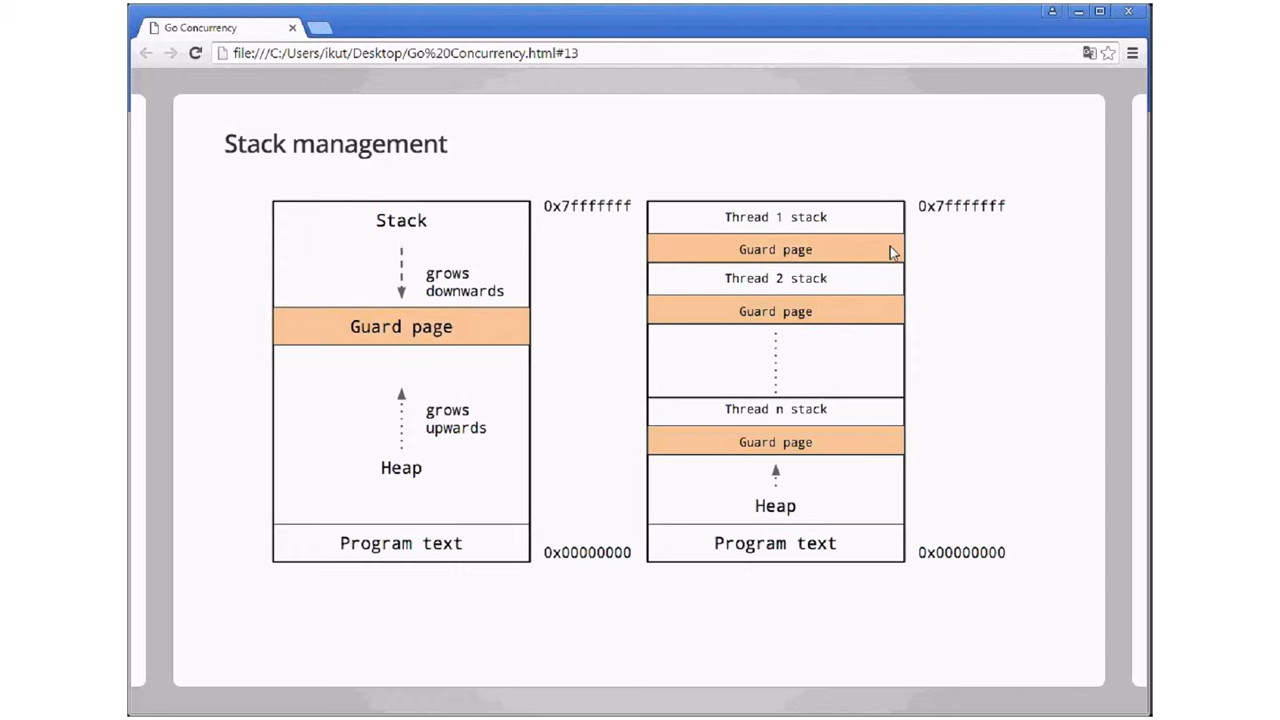 Go Concurrency
file:///C:/Users/ikut/Desktop/Go%20Concurrency.html#13
Stack management
Stack
grows
downwards
Guard page
grows
upwards
Heap
Program text
0x7fffffff
0x00000000
Thread 1 stack
Guard page
Thread 2 stack
Guard page
Thread n stack
Guard page
Heap
Program text
0x7fffffff
0x00000000